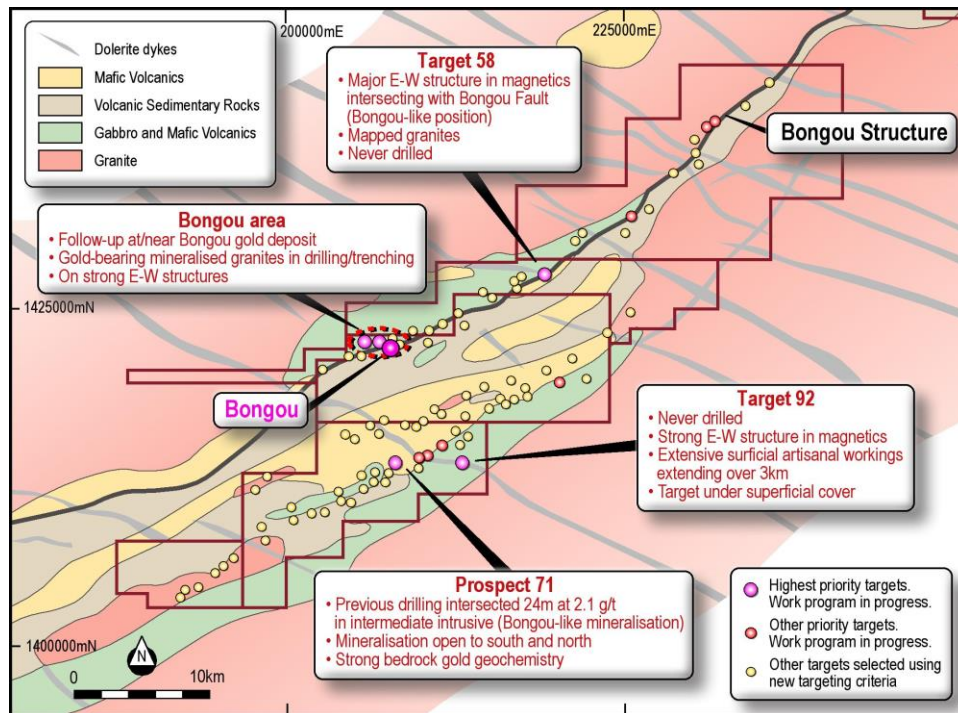 200000mE
225000mE
Dolerite dykes
Mafic Volcanics
Volcanic Sedimentary Rocks
Gabbro and Mafic Volcanics
Granite
Target 58
• Major E-W structure in magnetics
intersecting with Bongou Fault
(Bongou-like position)
• Mapped granites
• Never drilled
Bongou Structure
Bongou area
• Follow-up at/near Bongou gold deposit
• Gold-bearing mineralised granites in drilling/trenching
• On strong E-W structures
1425000mN
Bongou
Target 92
• Never drilled
• Strong E-W structure in magnetics
• Extensive surficial artisanal workings
extending over 3km
• Target under superficial cover
Prospect 71
• Previous drilling intersected 24m at 2.1 g/t
in intermediate intrusive (Bongou-like mineralisation)
• Mineralisation open to south and north
• Strong bedrock gold geochemistry
Highest priority targets.
Work program in progress.
Other priority targets.
Work program in progress.
Other targets selected using
new targeting criteria
1400000mN
N
0
10km